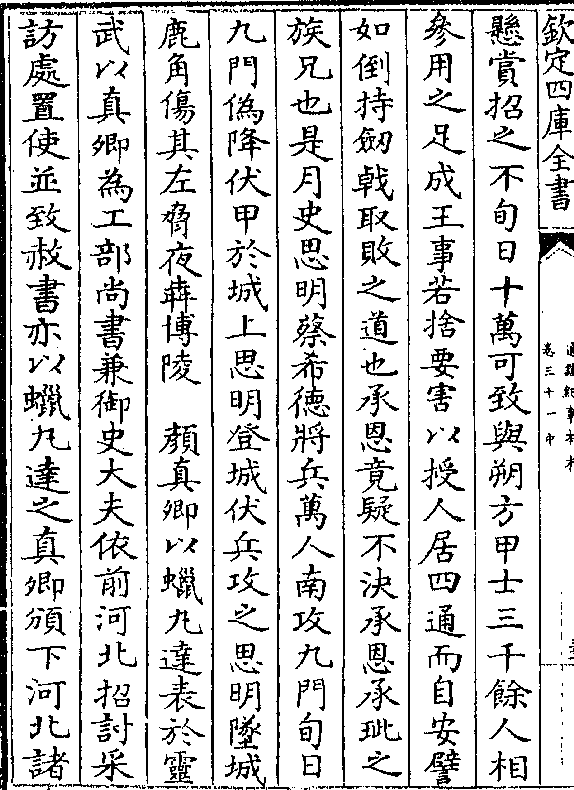 欽定四庫全書
通鑑紀事本末
卷三十一中
懸賞招之不旬日十萬可致與朔方甲士三千餘人相
參用之足成王事若捨要害以授人居四通而自安譬
如倒持劒戟取敗之道也承恩竟疑不決承恩承玼之
族兄也是月史思明蔡希德將兵萬人南攻九門旬日
九門偽降伏甲於城上思明登城伏兵攻之思明墜城
鹿角傷其左脅夜犇博陵 顔真卿以蠟丸達表於靈
武以真卿為工部尚書兼御史大夫依前河北招討采
訪處置使並致赦書亦以蠟丸達之真卿頒下河北諸